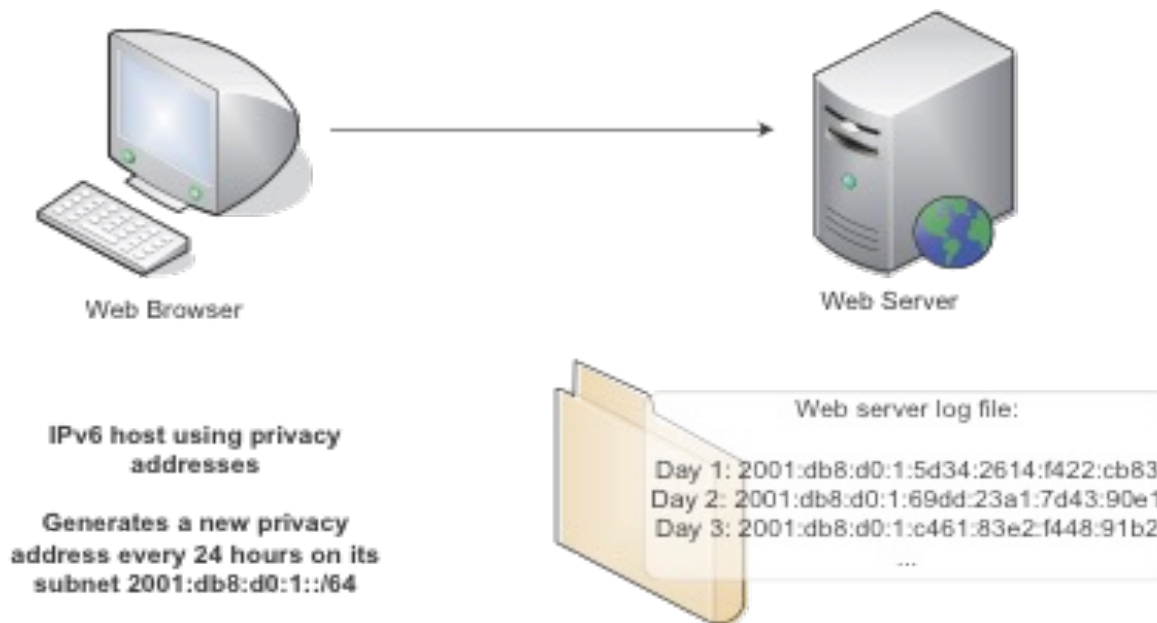 Web Browser
Web Server
IPv6 host using privacy
addresses
Generates a new privacy
address every 24 hours on its
subnet 2001:db8:d0:1::/64
Web server log file:
Day 1: 2001:db8:d0:1:5d34:2614:f422:cb83
Day 2: 2001:db8:d0:1:69dd:23a1:7d43:90e1
Day 3: 2001:db8:d0:1:c461:83e2:f448:91b2
...